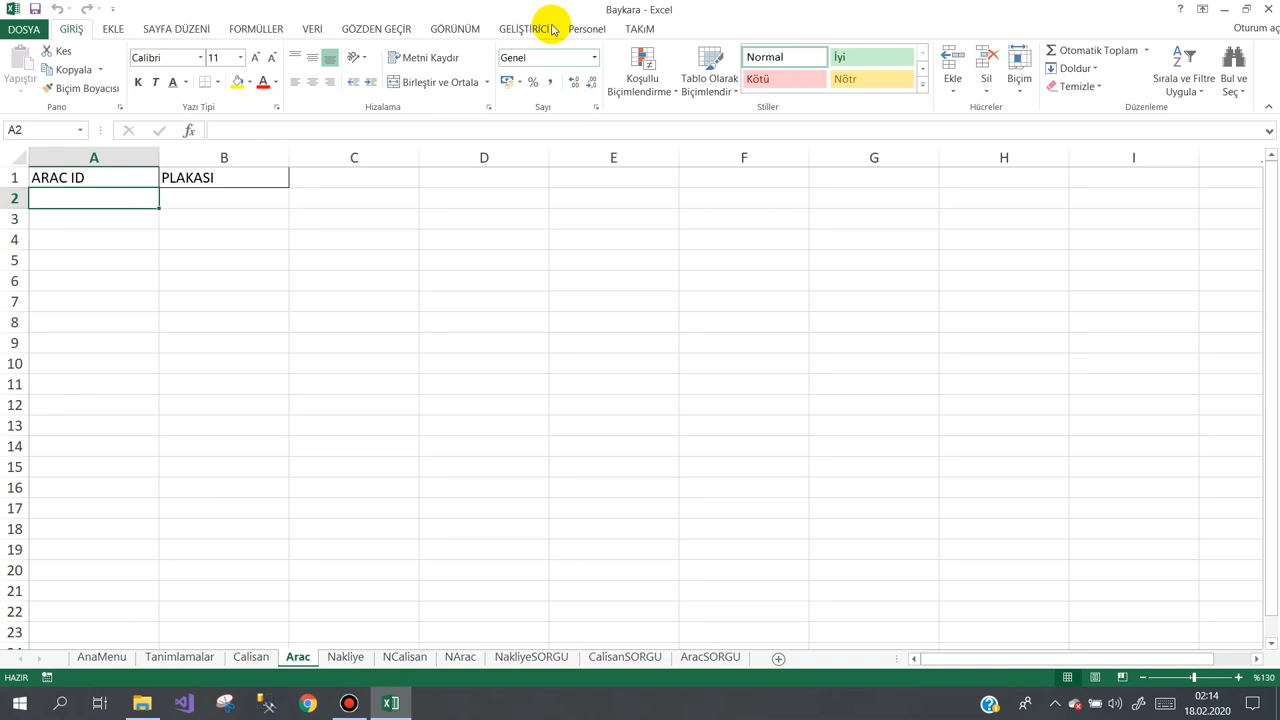 Baykara - Excel
DOSYA GİRİŞ EKLE SAYFA DÜZENİ FORMÜLLER VERİ GÖZDEN GEÇİR GÖRÜNÜM GELİŞTİRİCİ Personel TAKIM
Oturum aç
Yapıştır
Kes
Kopyala
Biçim Boyacısı
Pano
Calibri 11
K T A
Yazı Tipi
Metni Kaydır
Birleştir ve Ortala
Hizalama
Genel
%
Sayı
Koşullu Biçimlendirme
Tablo Olarak Biçimlendir
Normal İyi
Kötü Nötr
Stiller
Ekle Sil Biçim
Hücreler
Otomatik Toplam
Doldur
Temizle
Sırala ve Filtre Uygula
Bul ve Seç
Düzenleme
A2 fx
A B C D E F G H I
1 ARAC ID PLAKASI
2
3
4
5
6
7
8
9
10
11
12
13
14
15
16
17
18
19
20
21
22
23
AnaMenu Tanimlamalar Calisan Arac Nakliye NCalisan NArac NakliyeSORGU CalisanSORGU AracSORGU
HAZIR %130
02:14
18.02.2020